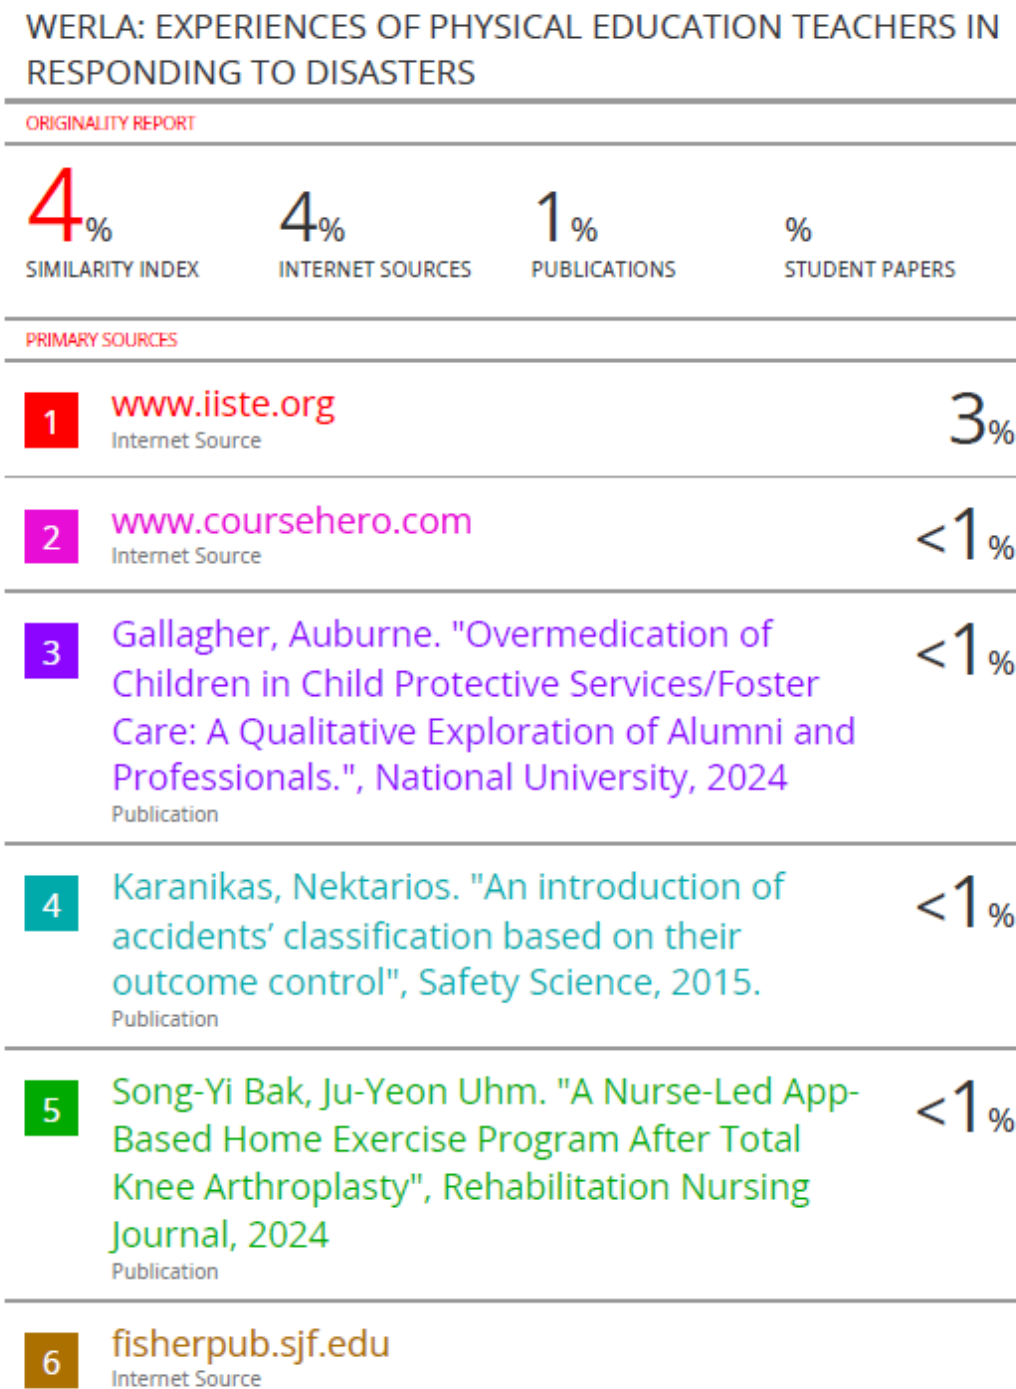 WERLA: EXPERIENCES OF PHYSICAL EDUCATION TEACHERS IN
RESPONDING TO DISASTERS
ORIGINALITY REPORT
4%
SIMILARITY INDEX
4%
INTERNET SOURCES
1%
PUBLICATIONS
%
STUDENT PAPERS
PRIMARY SOURCES
1
www.iiste.org
Internet Source
3%
2
www.coursehero.com
Internet Source
<1%
3
Gallagher, Auburne. "Overmedication of
Children in Child Protective Services/Foster
Care: A Qualitative Exploration of Alumni and
Professionals.", National University, 2024
Publication
<1%
4
Karanikas, Nektarios. "An introduction of
accidents’ classification based on their
outcome control", Safety Science, 2015.
Publication
<1%
5
Song-Yi Bak, Ju-Yeon Uhm. "A Nurse-Led App-
Based Home Exercise Program After Total
Knee Arthroplasty", Rehabilitation Nursing
Journal, 2024
Publication
<1%
6
fisherpub.sjf.edu
Internet Source